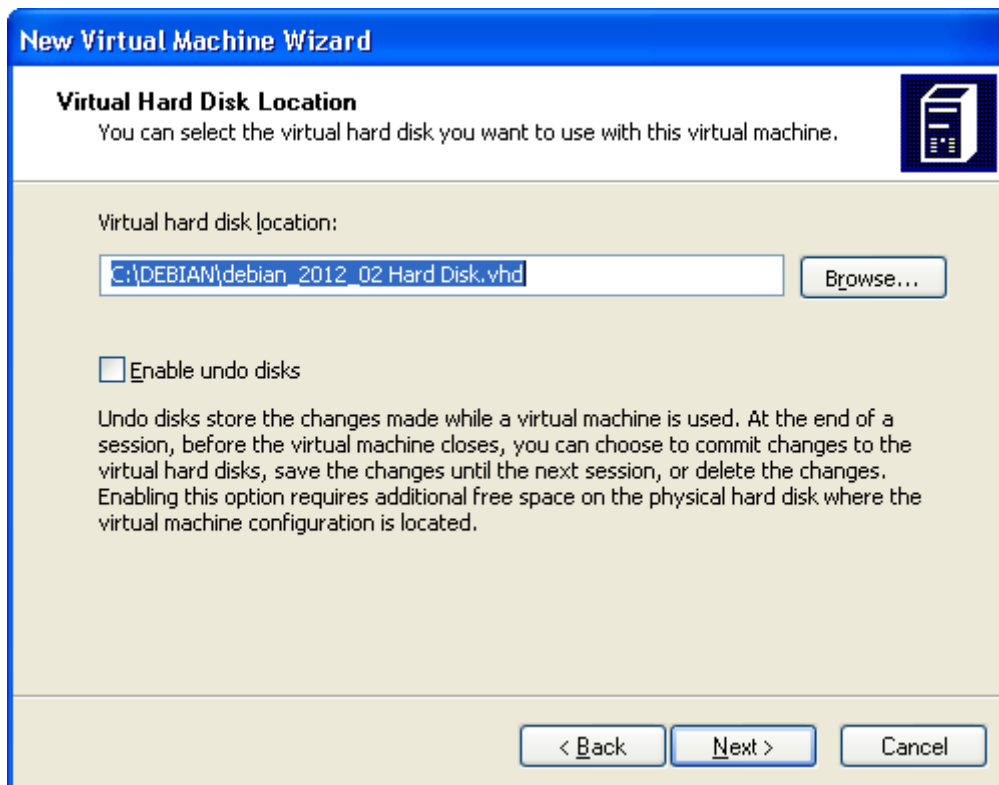 New Virtual Machine Wizard
Virtual Hard Disk Location
You can select the virtual hard disk you want to use with this virtual machine.
Virtual hard disk location:
C:\DEBIAN\debian_2012_02 Hard Disk.vhd
Browse...
Enable undo disks
Undo disks store the changes made while a virtual machine is used. At the end of a
session, before the virtual machine closes, you can choose to commit changes to the
virtual hard disks, save the changes until the next session, or delete the changes.
Enabling this option requires additional free space on the physical hard disk where the
virtual machine configuration is located.
< Back Next > Cancel